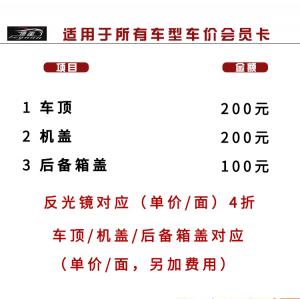 适用于所有车型车价会员卡
项目 金额
1 车顶 200元
2 机盖 200元
3 后备箱盖 100元
反光镜对应（单价/面）4折
车顶/机盖/后备箱盖对应
（单价/面，另加费用）